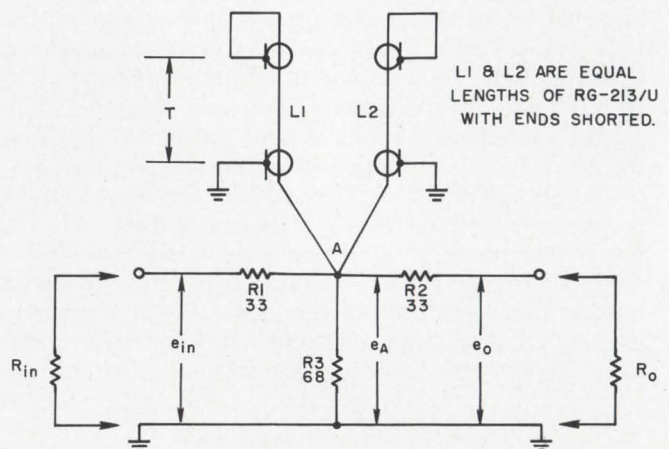 L1 & L2 ARE EQUAL
LENGTHS OF RG-213/U
WITH ENDS SHORTED.
T
L1
L2
A
R1
33
R2
33
Rin
ein
R3
68
eA
eo
Ro